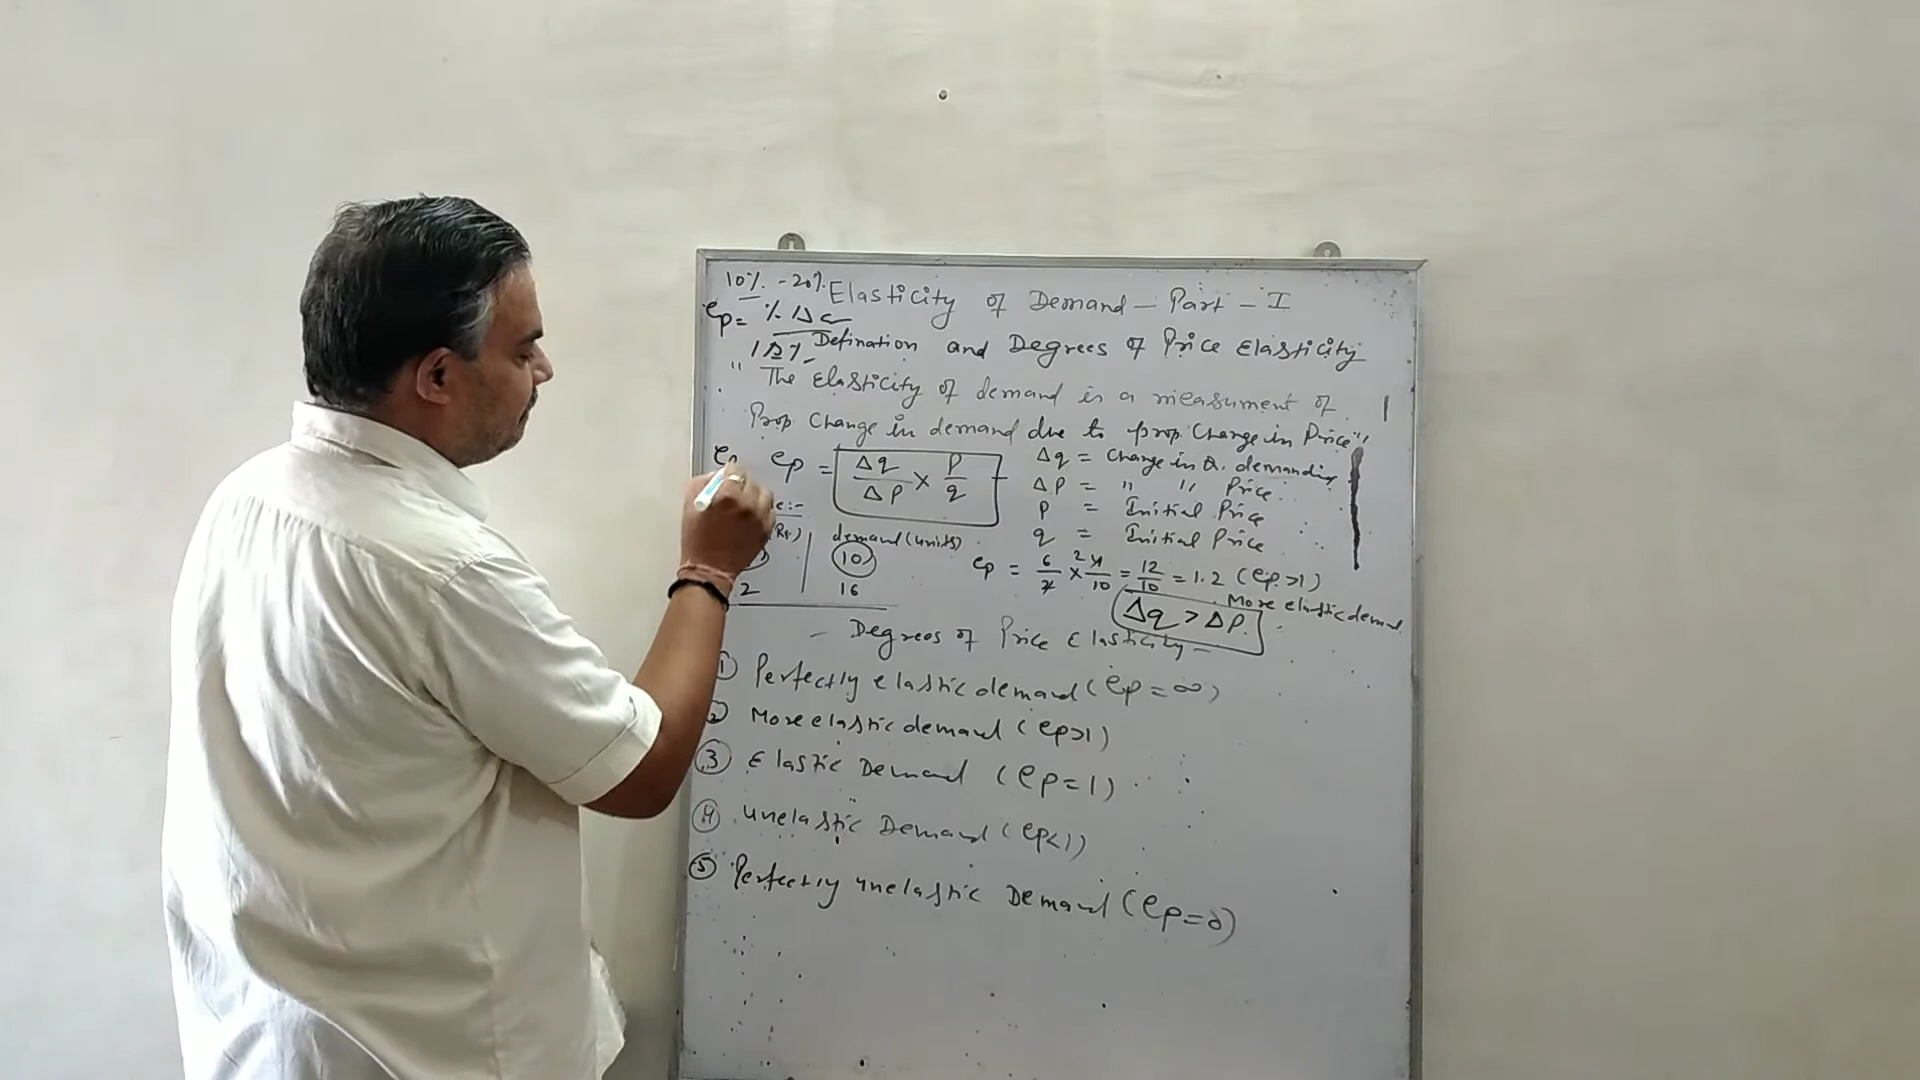 10% - 20%
Elasticity of Demand - Part - I
ep = % Δq
Defination and Degrees of Price Elasticity
" The Elasticity of demand is a measument of
Prop. Change in demand due to prop. Change in Price"
ep = Δq/ΔP × P/q
Δq = Change in Q. demanding
ΔP = " " Price
P = Initial Price
q = Initial Price
(Rs.) demand (units)
10
2 16
ep = 6/2 × 4/10 = 12/10 = 1.2 (ep>1)
More elastic demand.
Δq > ΔP.
- Degrees of Price Elasticity -
① Perfectly elastic demand (ep = ∞)
② More elastic demand (ep>1)
③ Elastic Demand (ep=1)
④ unelastic Demand (ep<1)
⑤ Perfectly unelastic Demand (ep=0)